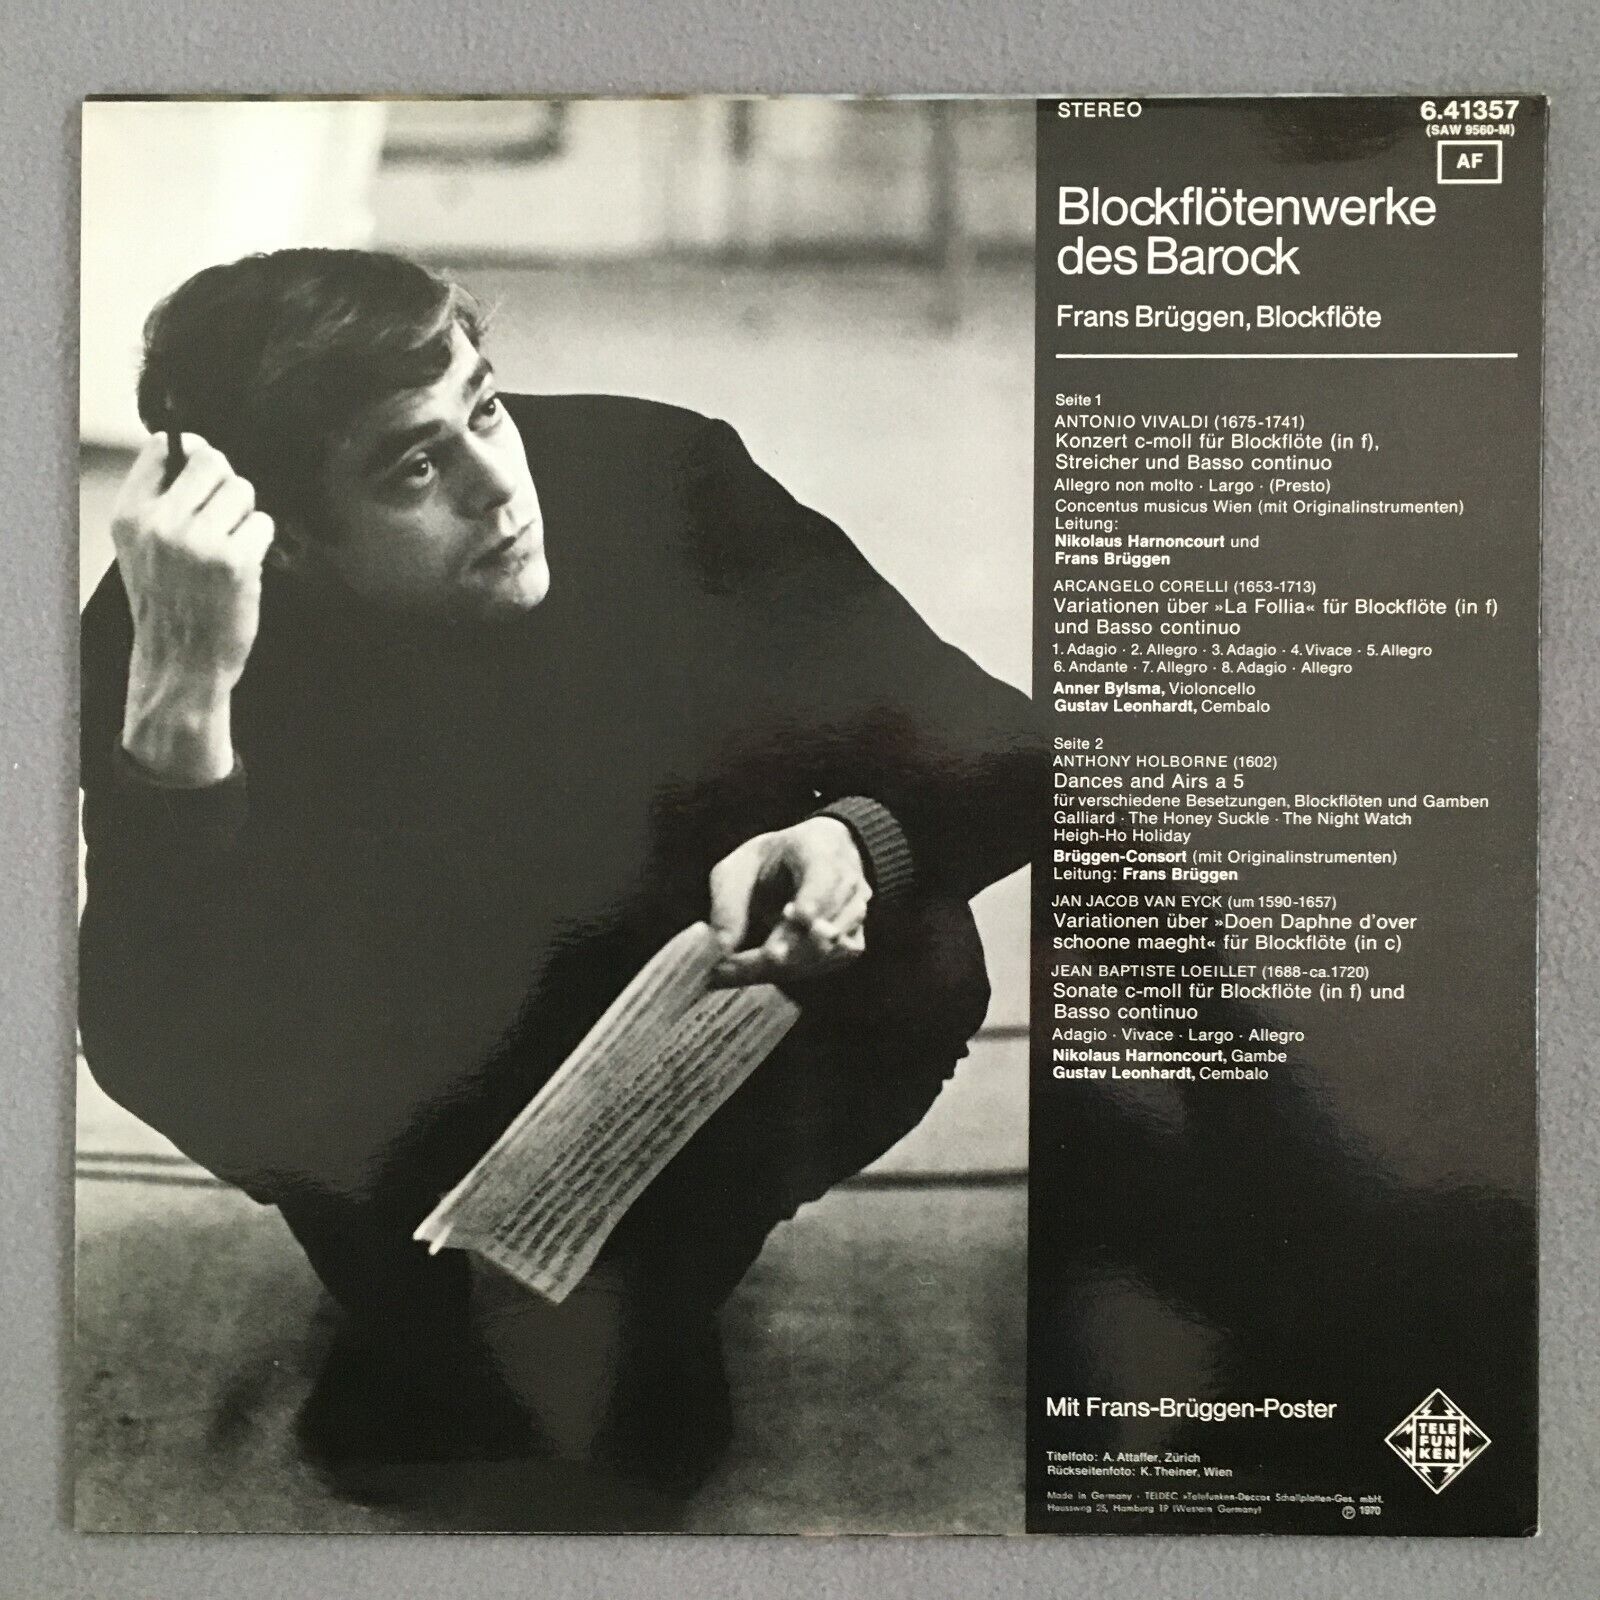 STEREO
6.41357
(SAW 9560-M)
AF
Blockflötenwerke
des Barock
Frans Brüggen, Blockflöte
Seite 1
ANTONIO VIVALDI (1675-1741)
Konzert c-moll für Blockflöte (in f),
Streicher und Basso continuo
Allegro non molto · Largo · (Presto)
Concentus musicus Wien (mit Originalinstrumenten)
Leitung:
Nikolaus Harnoncourt und
Frans Brüggen
ARCANGELO CORELLI (1653-1713)
Variationen über »La Follia« für Blockflöte (in f)
und Basso continuo
1. Adagio · 2. Allegro · 3. Adagio · 4. Vivace · 5. Allegro
6. Andante · 7. Allegro · 8. Adagio · Allegro
Anner Bylsma, Violoncello
Gustav Leonhardt, Cembalo
Seite 2
ANTHONY HOLBORNE (1602)
Dances and Airs a 5
für verschiedene Besetzungen, Blockflöten und Gamben
Galliard · The Honey Suckle · The Night Watch
Heigh-Ho Holiday
Brüggen-Consort (mit Originalinstrumenten)
Leitung: Frans Brüggen
JAN JACOB VAN EYCK (um 1590-1657)
Variationen über »Doen Daphne d'over
schoone maeght« für Blockflöte (in c)
JEAN BAPTISTE LOEILLET (1688-ca. 1720)
Sonate c-moll für Blockflöte (in f) und
Basso continuo
Adagio · Vivace · Largo · Allegro
Nikolaus Harnoncourt, Gambe
Gustav Leonhardt, Cembalo
Mit Frans-Brüggen-Poster
TELE
FUN
KEN
Titelfoto: A. Attaffer, Zürich
Rückseitenfoto: K. Theiner, Wien
Made in Germany · TELDEC »Telefunken-Decca« Schallplatten-Ges. mbH.
Heussweg 25, Hamburg 19 (Western Germany)
℗ 1970